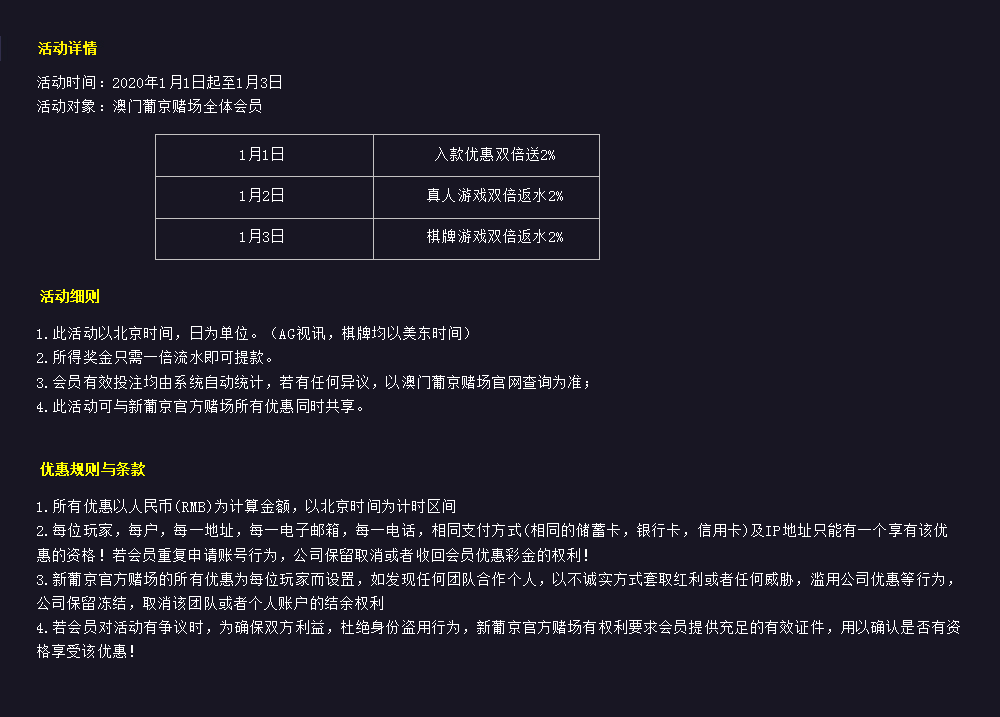 活动详情
活动时间：2020年1月1日起至1月3日
活动对象：澳门葡京赌场全体会员
1月1日 入款优惠双倍送2%
1月2日 真人游戏双倍返水2%
1月3日 棋牌游戏双倍返水2%
活动细则
1.此活动以北京时间，日为单位。（AG视讯，棋牌均以美东时间）
2.所得奖金只需一倍流水即可提款。
3.会员有效投注均由系统自动统计，若有任何异议，以澳门葡京赌场官网查询为准；
4.此活动可与新葡京官方赌场所有优惠同时共享。
优惠规则与条款
1.所有优惠以人民币(RMB)为计算金额，以北京时间为计时区间
2.每位玩家，每户，每一地址，每一电子邮箱，每一电话，相同支付方式(相同的储蓄卡，银行卡，信用卡)及IP地址只能有一个享有该优
惠的资格！若会员重复申请账号行为，公司保留取消或者收回会员优惠彩金的权利！
3.新葡京官方赌场的所有优惠为每位玩家而设置，如发现任何团队合作个人，以不诚实方式套取红利或者任何威胁，滥用公司优惠等行为，
公司保留冻结，取消该团队或者个人账户的结余权利
4.若会员对活动有争议时，为确保双方利益，杜绝身份盗用行为，新葡京官方赌场有权利要求会员提供充足的有效证件，用以确认是否有资
格享受该优惠！